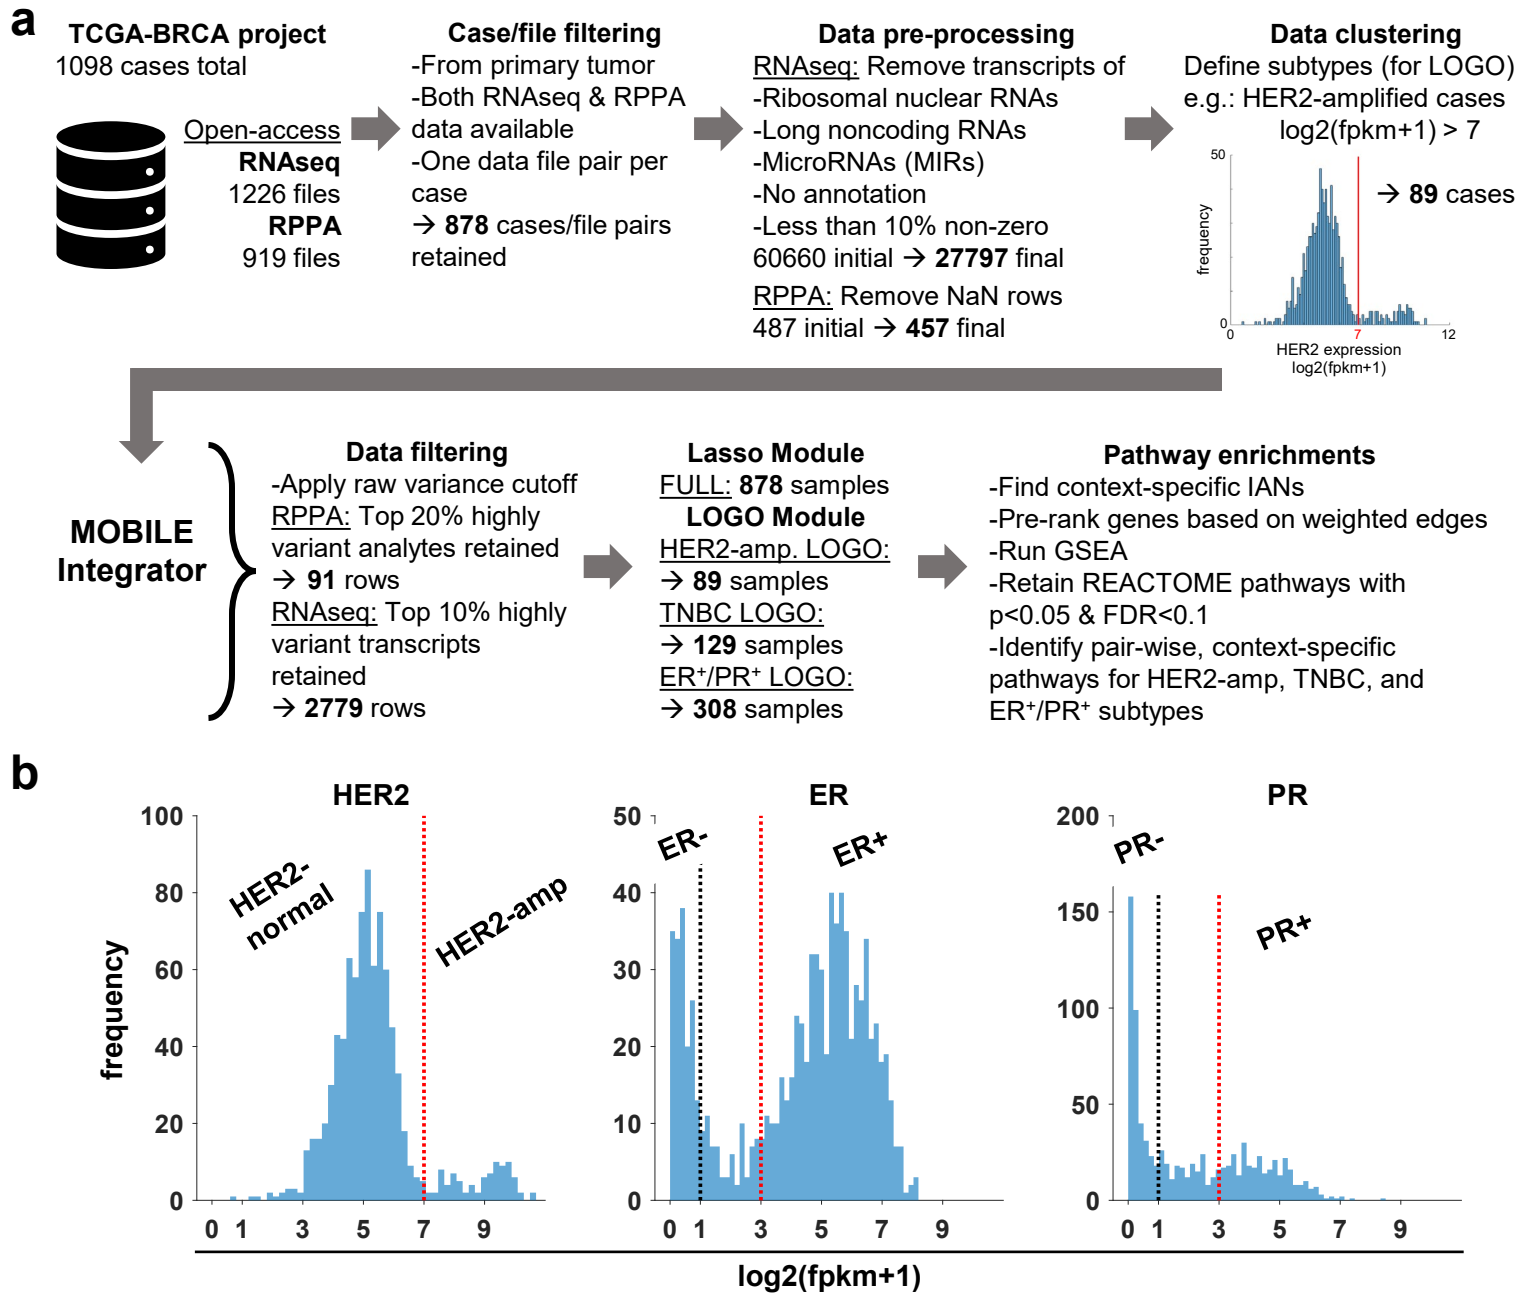 a
TCGA-BRCA project
1098 cases total
Open-access
RNAseq
1226 files
RPPA
919 files
Case/file filtering
-From primary tumor
-Both RNAseq & RPPA
data available
-One data file pair per
case
→ 878 cases/file pairs
retained
Data pre-processing
RNAseq: Remove transcripts of
-Ribosomal nuclear RNAs
-Long noncoding RNAs
-MicroRNAs (MIRs)
-No annotation
-Less than 10% non-zero
60660 initial → 27797 final
RPPA: Remove NaN rows
487 initial → 457 final
Data clustering
Define subtypes (for LOGO)
e.g.: HER2-amplified cases
log2(fpkm+1) > 7
50
→ 89 cases
frequency
0
0 7 12
HER2 expression
log2(fpkm+1)
MOBILE
Integrator
Data filtering
-Apply raw variance cutoff
RPPA: Top 20% highly
variant analytes retained
→ 91 rows
RNAseq: Top 10% highly
variant transcripts
retained
→ 2779 rows
Lasso Module
FULL: 878 samples
LOGO Module
HER2-amp. LOGO:
→ 89 samples
TNBC LOGO:
→ 129 samples
ER+/PR+ LOGO:
→ 308 samples
Pathway enrichments
-Find context-specific IANs
-Pre-rank genes based on weighted edges
-Run GSEA
-Retain REACTOME pathways with
p<0.05 & FDR<0.1
-Identify pair-wise, context-specific
pathways for HER2-amp, TNBC, and
ER+/PR+ subtypes
b
HER2
100
80
60
40
20
0
frequency
HER2-
normal
HER2-amp
0 1 3 5 7 9
ER
50
40
30
20
10
0
ER-
ER+
0 1 3 5 7 9
PR
200
150
100
50
0
PR-
PR+
0 1 3 5 7 9
log2(fpkm+1)